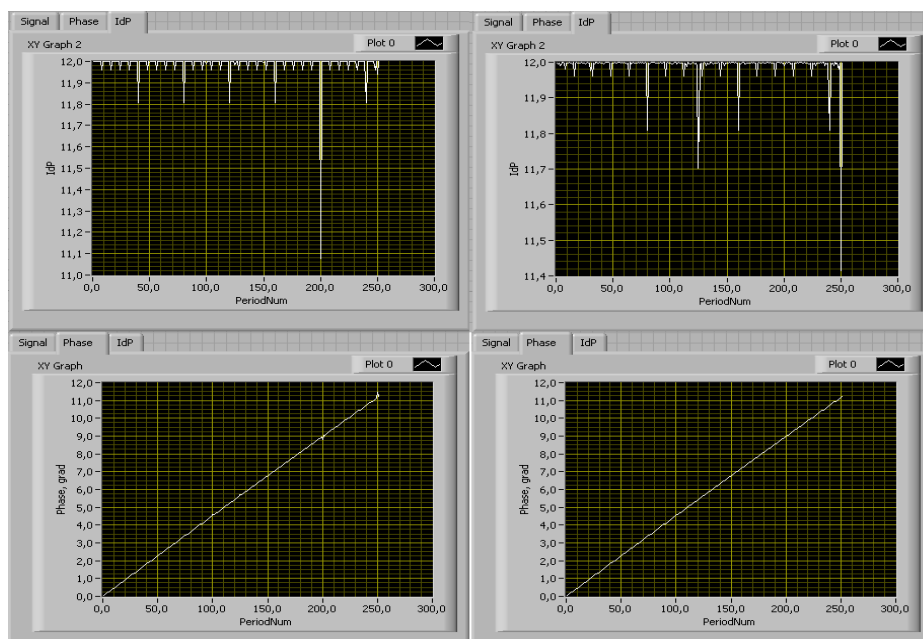 Signal Phase IdP
XY Graph 2 Plot 0
12,0
11,9
11,8
11,7
11,6
11,5
11,4
11,3
11,2
11,1
11,0
IdP
0,0 50,0 100,0 150,0 200,0 250,0 300,0
PeriodNum
Signal Phase IdP
XY Graph 2 Plot 0
12,0
11,9
11,8
11,7
11,6
11,5
11,4
IdP
0,0 50,0 100,0 150,0 200,0 250,0 300,0
PeriodNum
Signal Phase IdP
XY Graph Plot 0
12,0
11,0
10,0
9,0
8,0
7,0
6,0
5,0
4,0
3,0
2,0
1,0
0,0
Phase, grad
0,0 50,0 100,0 150,0 200,0 250,0 300,0
PeriodNum
Signal Phase IdP
XY Graph Plot 0
12,0
11,0
10,0
9,0
8,0
7,0
6,0
5,0
4,0
3,0
2,0
1,0
0,0
Phase, grad
0,0 50,0 100,0 150,0 200,0 250,0 300,0
PeriodNum